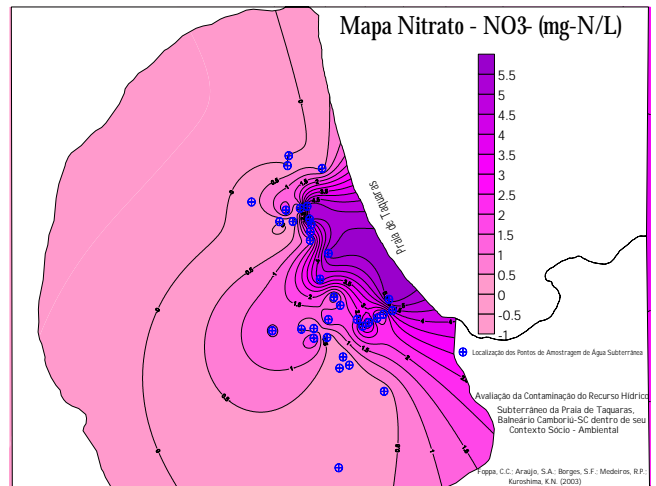 Mapa Nitrato - NO3- (mg-N/L)
5.5
5
4.5
4
3.5
3
2.5
2
1.5
1
0.5
0
-0.5
-1
Praia de Taquaras
Localização dos Pontos de Amostragem de Água Subterrânea
Avaliação da Contaminação do Recurso Hídrico
Subterrâneo da Praia de Taquaras,
Balneário Camboriú-SC dentro de seu
Contexto Sócio - Ambiental
Foppa, C.C.; Araújo, S.A.; Borges, S.F.; Medeiros, R.P.;
Kuroshima, K.N. (2003)